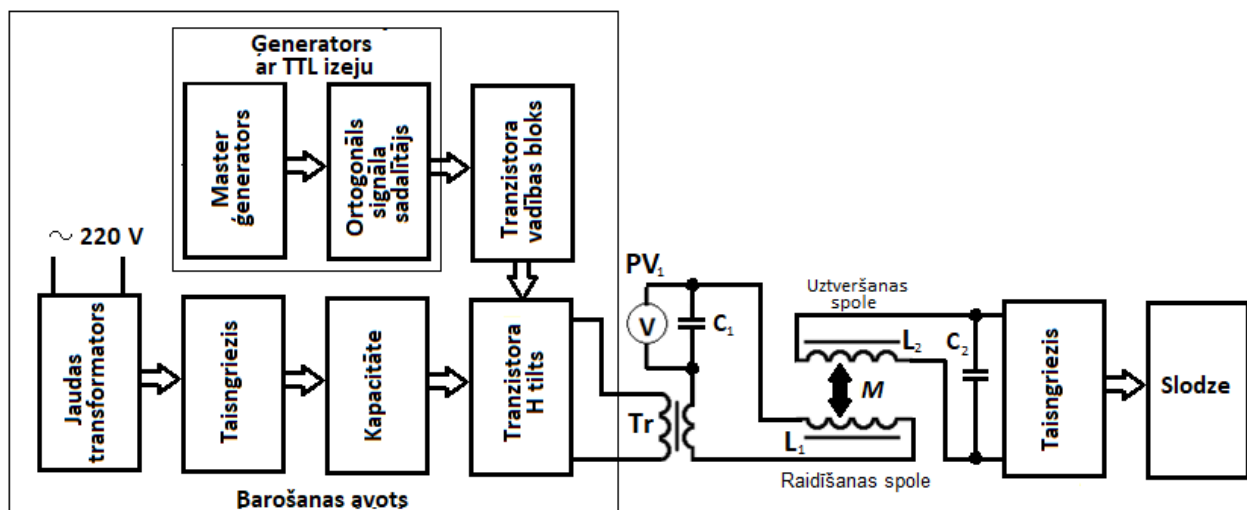 Ģenerators
ar TTL izeju
Master
ģenerators
Ortogonāls
signāla
sadalītājs
Tranzistora
vadības bloks
~ 220 V
Jaudas
transformators
Taisngriezis
Kapacitāte
Tranzistora
H tilts
Barošanas avots
PV₁
V
C₁
Tr
Uztveršanas
spole
L₂
C₂
M
L₁
Raidīšanas spole
Taisngriezis
Slodze